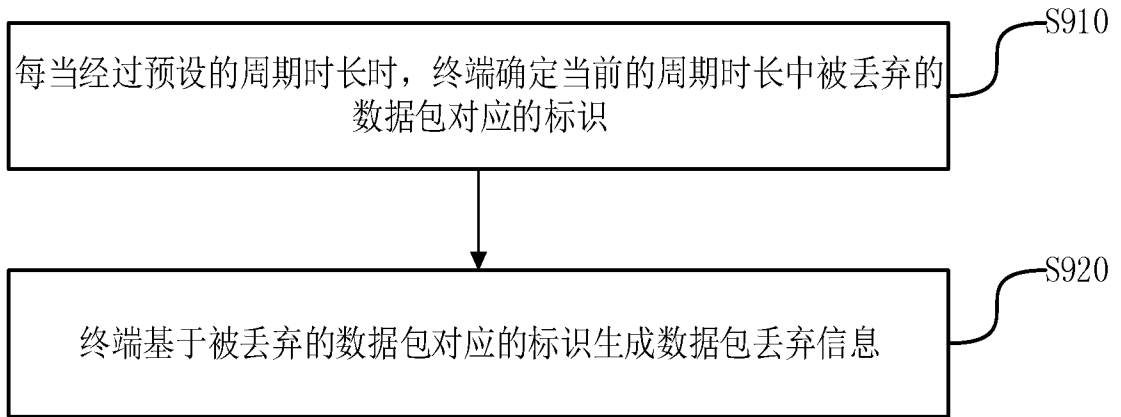 S910
每当经过预设的周期时长时，终端确定当前的周期时长中被丢弃的
数据包对应的标识
S920
终端基于被丢弃的数据包对应的标识生成数据包丢弃信息